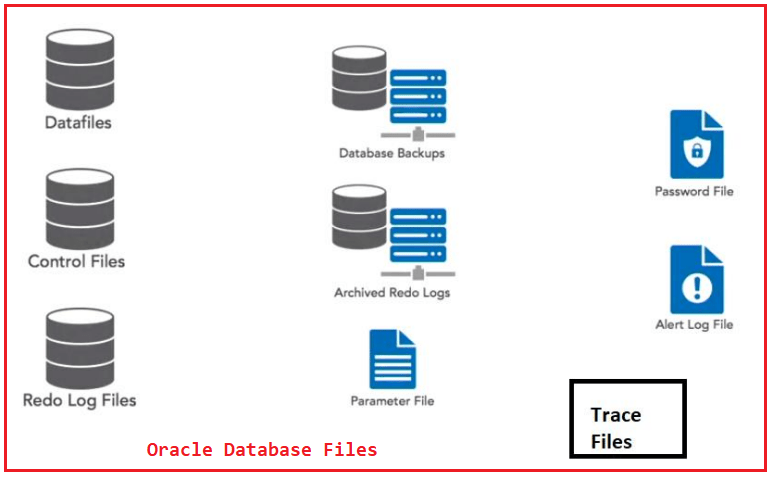 Datafiles
Database Backups
Password File
Control Files
Archived Redo Logs
Alert Log File
Redo Log Files
Parameter File
Trace
Files
Oracle Database Files